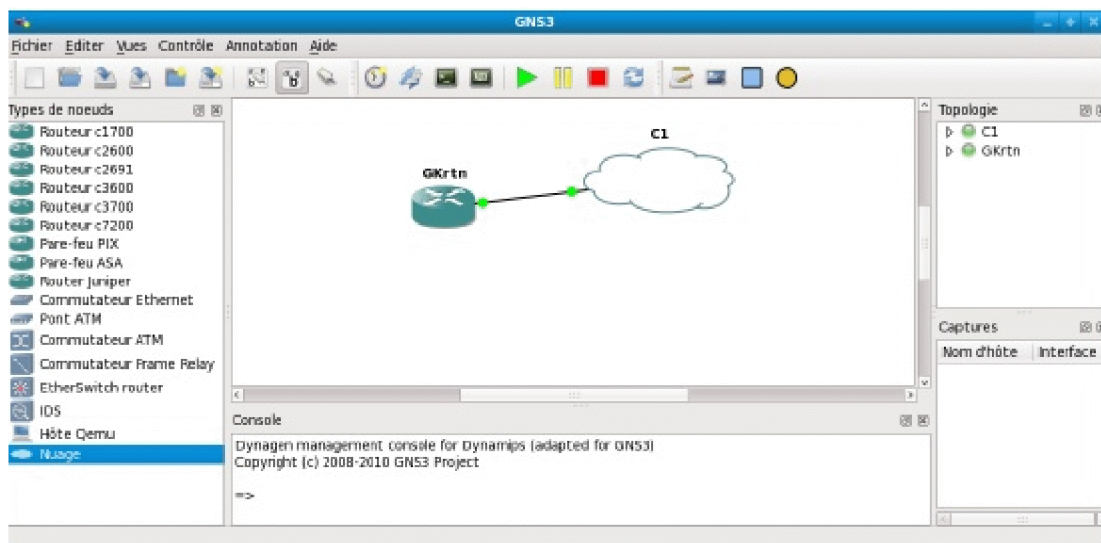 GNS3
Fichier Editer Vues Contrôle Annotation Aide
Types de noeuds
Routeur c1700
Routeur c2600
Routeur c2691
Routeur c3600
Routeur c3700
Routeur c7200
Pare-feu PIX
Pare-feu ASA
Router Juniper
Commutateur Ethernet
Pont ATM
Commutateur ATM
Commutateur Frame Relay
EtherSwitch router
IDS
Hôte Qemu
Nuage
C1
GKrtn
Console
Dynagen management console for Dynamips (adapted for GNS3)
Copyright (c) 2008-2010 GNS3 Project
=>
Topologie
C1
GKrtn
Captures
Nom d'hôte Interface